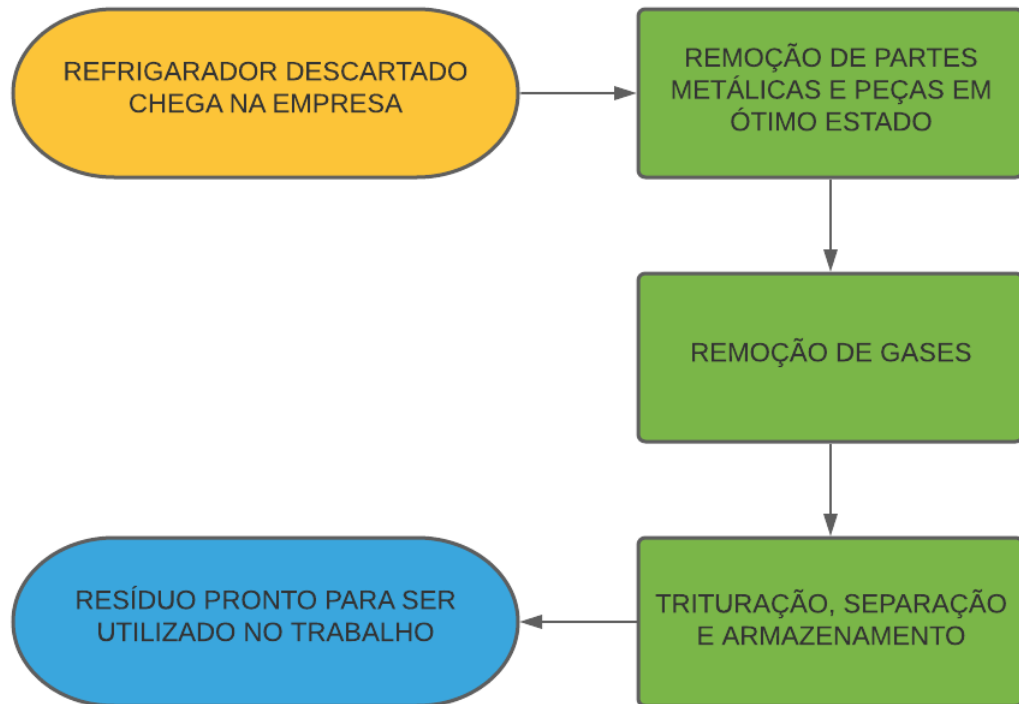 REFRIGARADOR DESCARTADO
CHEGA NA EMPRESA
REMOÇÃO DE PARTES
METÁLICAS E PEÇAS EM
ÓTIMO ESTADO
REMOÇÃO DE GASES
TRITURAÇÃO, SEPARAÇÃO
E ARMAZENAMENTO
RESÍDUO PRONTO PARA SER
UTILIZADO NO TRABALHO